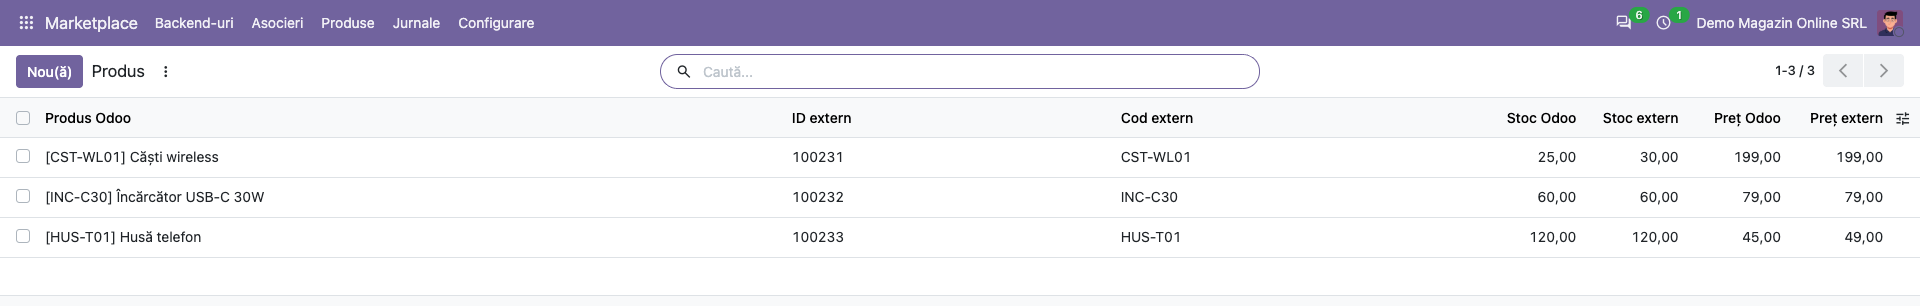 Marketplace Backend-uri Asocieri Produse Jurnale Configurare 6 1 Demo Magazin Online SRL
Nou(ă) Produs Caută... 1-3 / 3
Produs Odoo ID extern Cod extern Stoc Odoo Stoc extern Preț Odoo Preț extern
[CST-WL01] Căști wireless 100231 CST-WL01 25,00 30,00 199,00 199,00
[INC-C30] Încărcător USB-C 30W 100232 INC-C30 60,00 60,00 79,00 79,00
[HUS-T01] Husă telefon 100233 HUS-T01 120,00 120,00 45,00 49,00